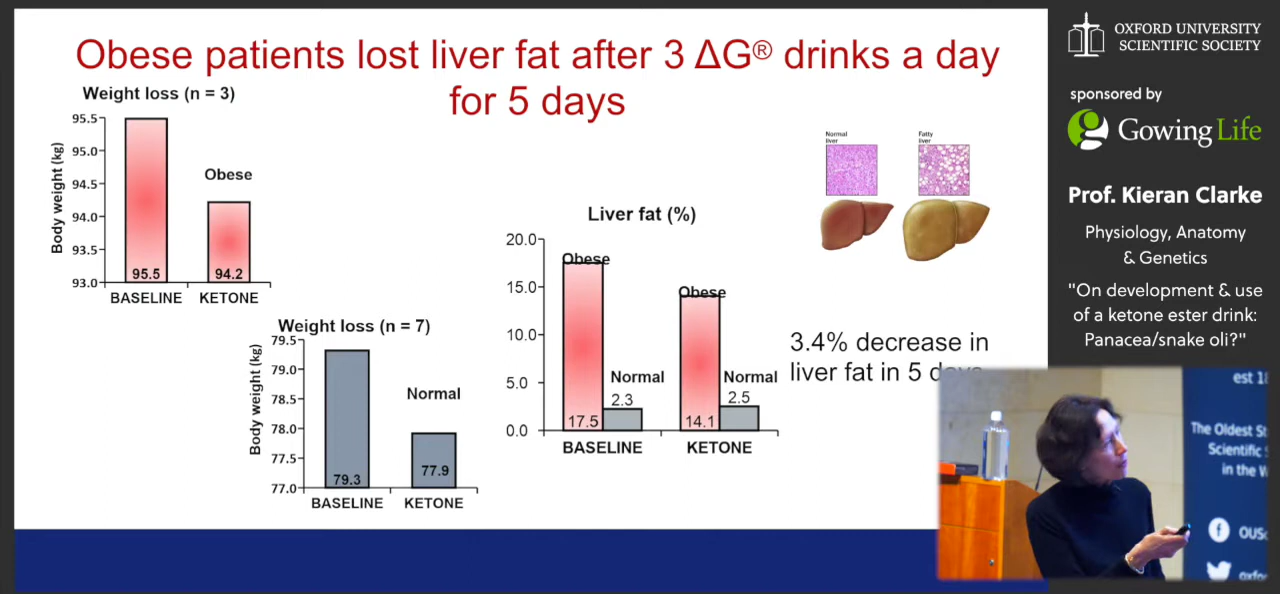 Obese patients lost liver fat after 3 ΔG® drinks a day
for 5 days
Weight loss (n = 3)
Body weight (kg)
95.5
95.0
94.5
94.0
93.5
93.0
Obese
95.5
94.2
BASELINE
KETONE
Weight loss (n = 7)
Body weight (kg)
79.5
79.0
78.5
78.0
77.5
77.0
Normal
79.3
77.9
BASELINE
KETONE
Liver fat (%)
20.0
15.0
10.0
5.0
0.0
Obese
Obese
Normal
Normal
2.3
2.5
17.5
14.1
BASELINE
KETONE
Normal
liver
Fatty
liver
3.4% decrease in
liver fat in 5
OXFORD UNIVERSITY
SCIENTIFIC SOCIETY
sponsored by
Gowing Life
Prof. Kieran Clarke
Physiology, Anatomy
& Genetics
"On development & use
of a ketone ester drink:
Panacea/snake oli?"
est
The Oldest
Scientific
in the